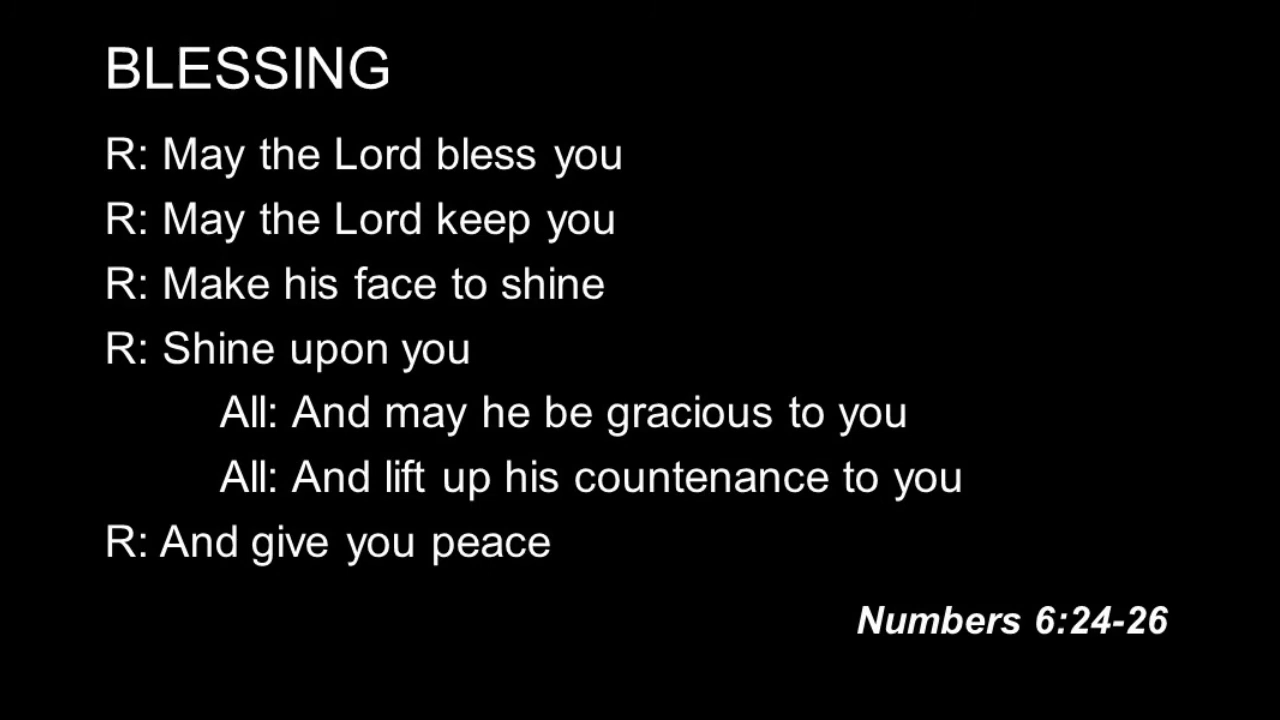 BLESSING
R: May the Lord bless you
R: May the Lord keep you
R: Make his face to shine
R: Shine upon you
All: And may he be gracious to you
All: And lift up his countenance to you
R: And give you peace
Numbers 6:24-26